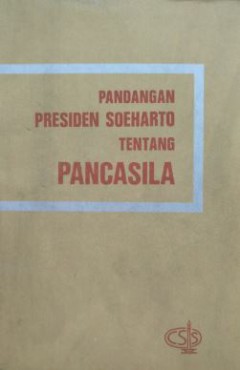 PANDANGAN
PRESIDEN SOEHARTO
TENTANG
PANCASILA
CSIS